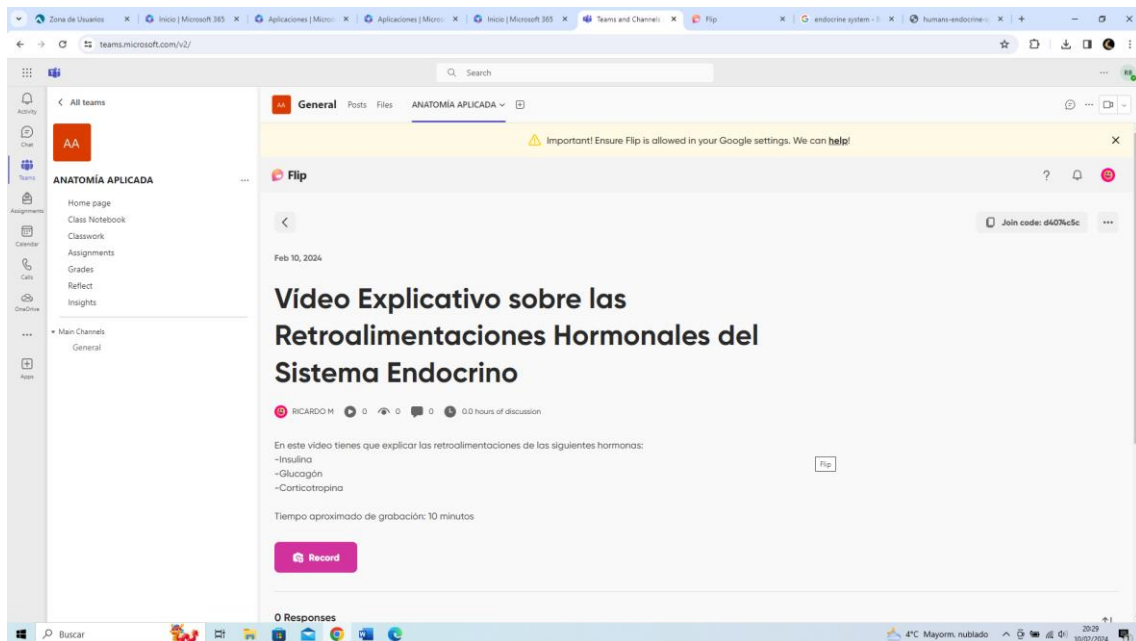 Zona de Usuarios
Inicio | Microsoft 365
Aplicaciones | Micros
Aplicaciones | Micros
Inicio | Microsoft 365
Teams and Channels
Flip
endocrine system - S
humans-endocrine-s
teams.microsoft.com/v2/
Search
RR
Activity
Chat
Teams
Assignments
Calendar
Calls
OneDrive
Apps
All teams
AA
ANATOMÍA APLICADA
Home page
Class Notebook
Classwork
Assignments
Grades
Reflect
Insights
Main Channels
General
AA General Posts Files ANATOMÍA APLICADA
Important! Ensure Flip is allowed in your Google settings. We can help!
Flip
Join code: d4074c5c
Feb 10, 2024
Vídeo Explicativo sobre las
Retroalimentaciones Hormonales del
Sistema Endocrino
RICARDO M 0 0 0 0.0 hours of discussion
En este vídeo tienes que explicar las retroalimentaciones de las siguientes hormonas:
-Insulina
-Glucagón
-Corticotropina
Flip
Tiempo aproximado de grabación: 10 minutos
Record
0 Responses
Buscar
4°C Mayorm. nublado
20:29
10/02/2024